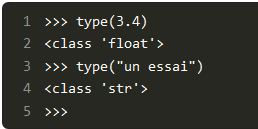 1 >>> type(3.4)
2 <class 'float'>
3 >>> type("un essai")
4 <class 'str'>
5 >>>